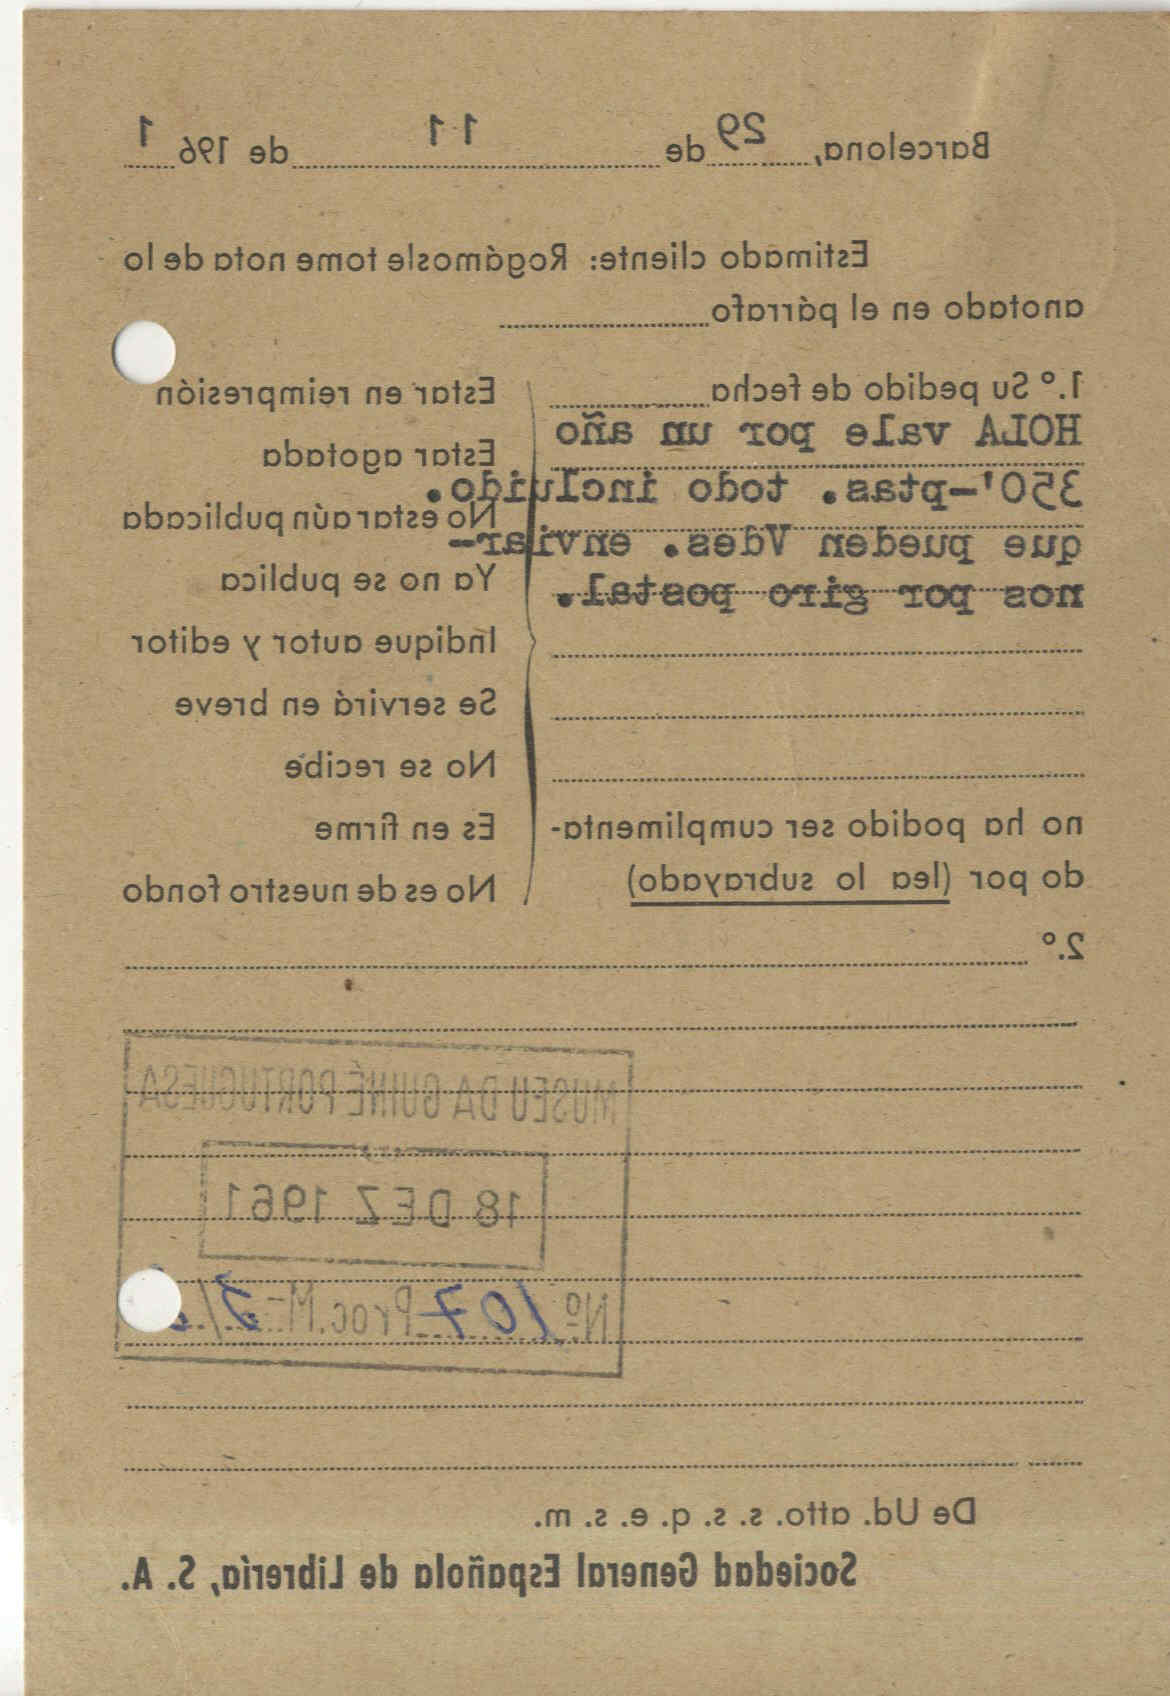 Barcelona, 29 de 11 de 1961
Estimado cliente: Rogámosle tome nota de lo
anotado en el párrafo
1.º Su pedido de fecha
HOLA vale por un año
350'-ptas. todo incluido.
que pueden Vdes. enviar-
nos por giro postal.
no ha podido ser cumplimenta-
do por (lea lo subrayado)
Estar en reimpresión
Estar agotada
No estar aún publicada
Ya no se publica
Indique autor y editor
Se servirá en breve
No se recibe
Es en firme
No es de nuestro fondo
2.º
MUSEU DA GUINÉ PORTUGUESA
18 DEZ 1961
Nº 107 Proc. M-3/
De Ud. atto. s. s. q. e. s. m.
Sociedad General Española de Librería, S. A.